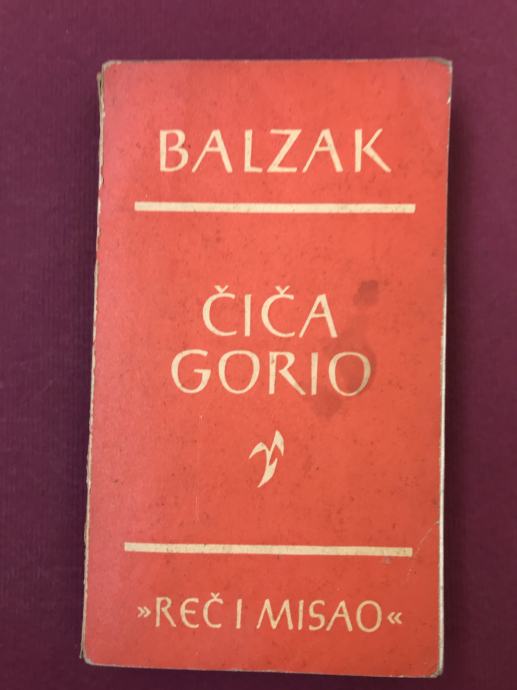 BALZAK
ČIČA
GORIO
»REČ I MISAO«